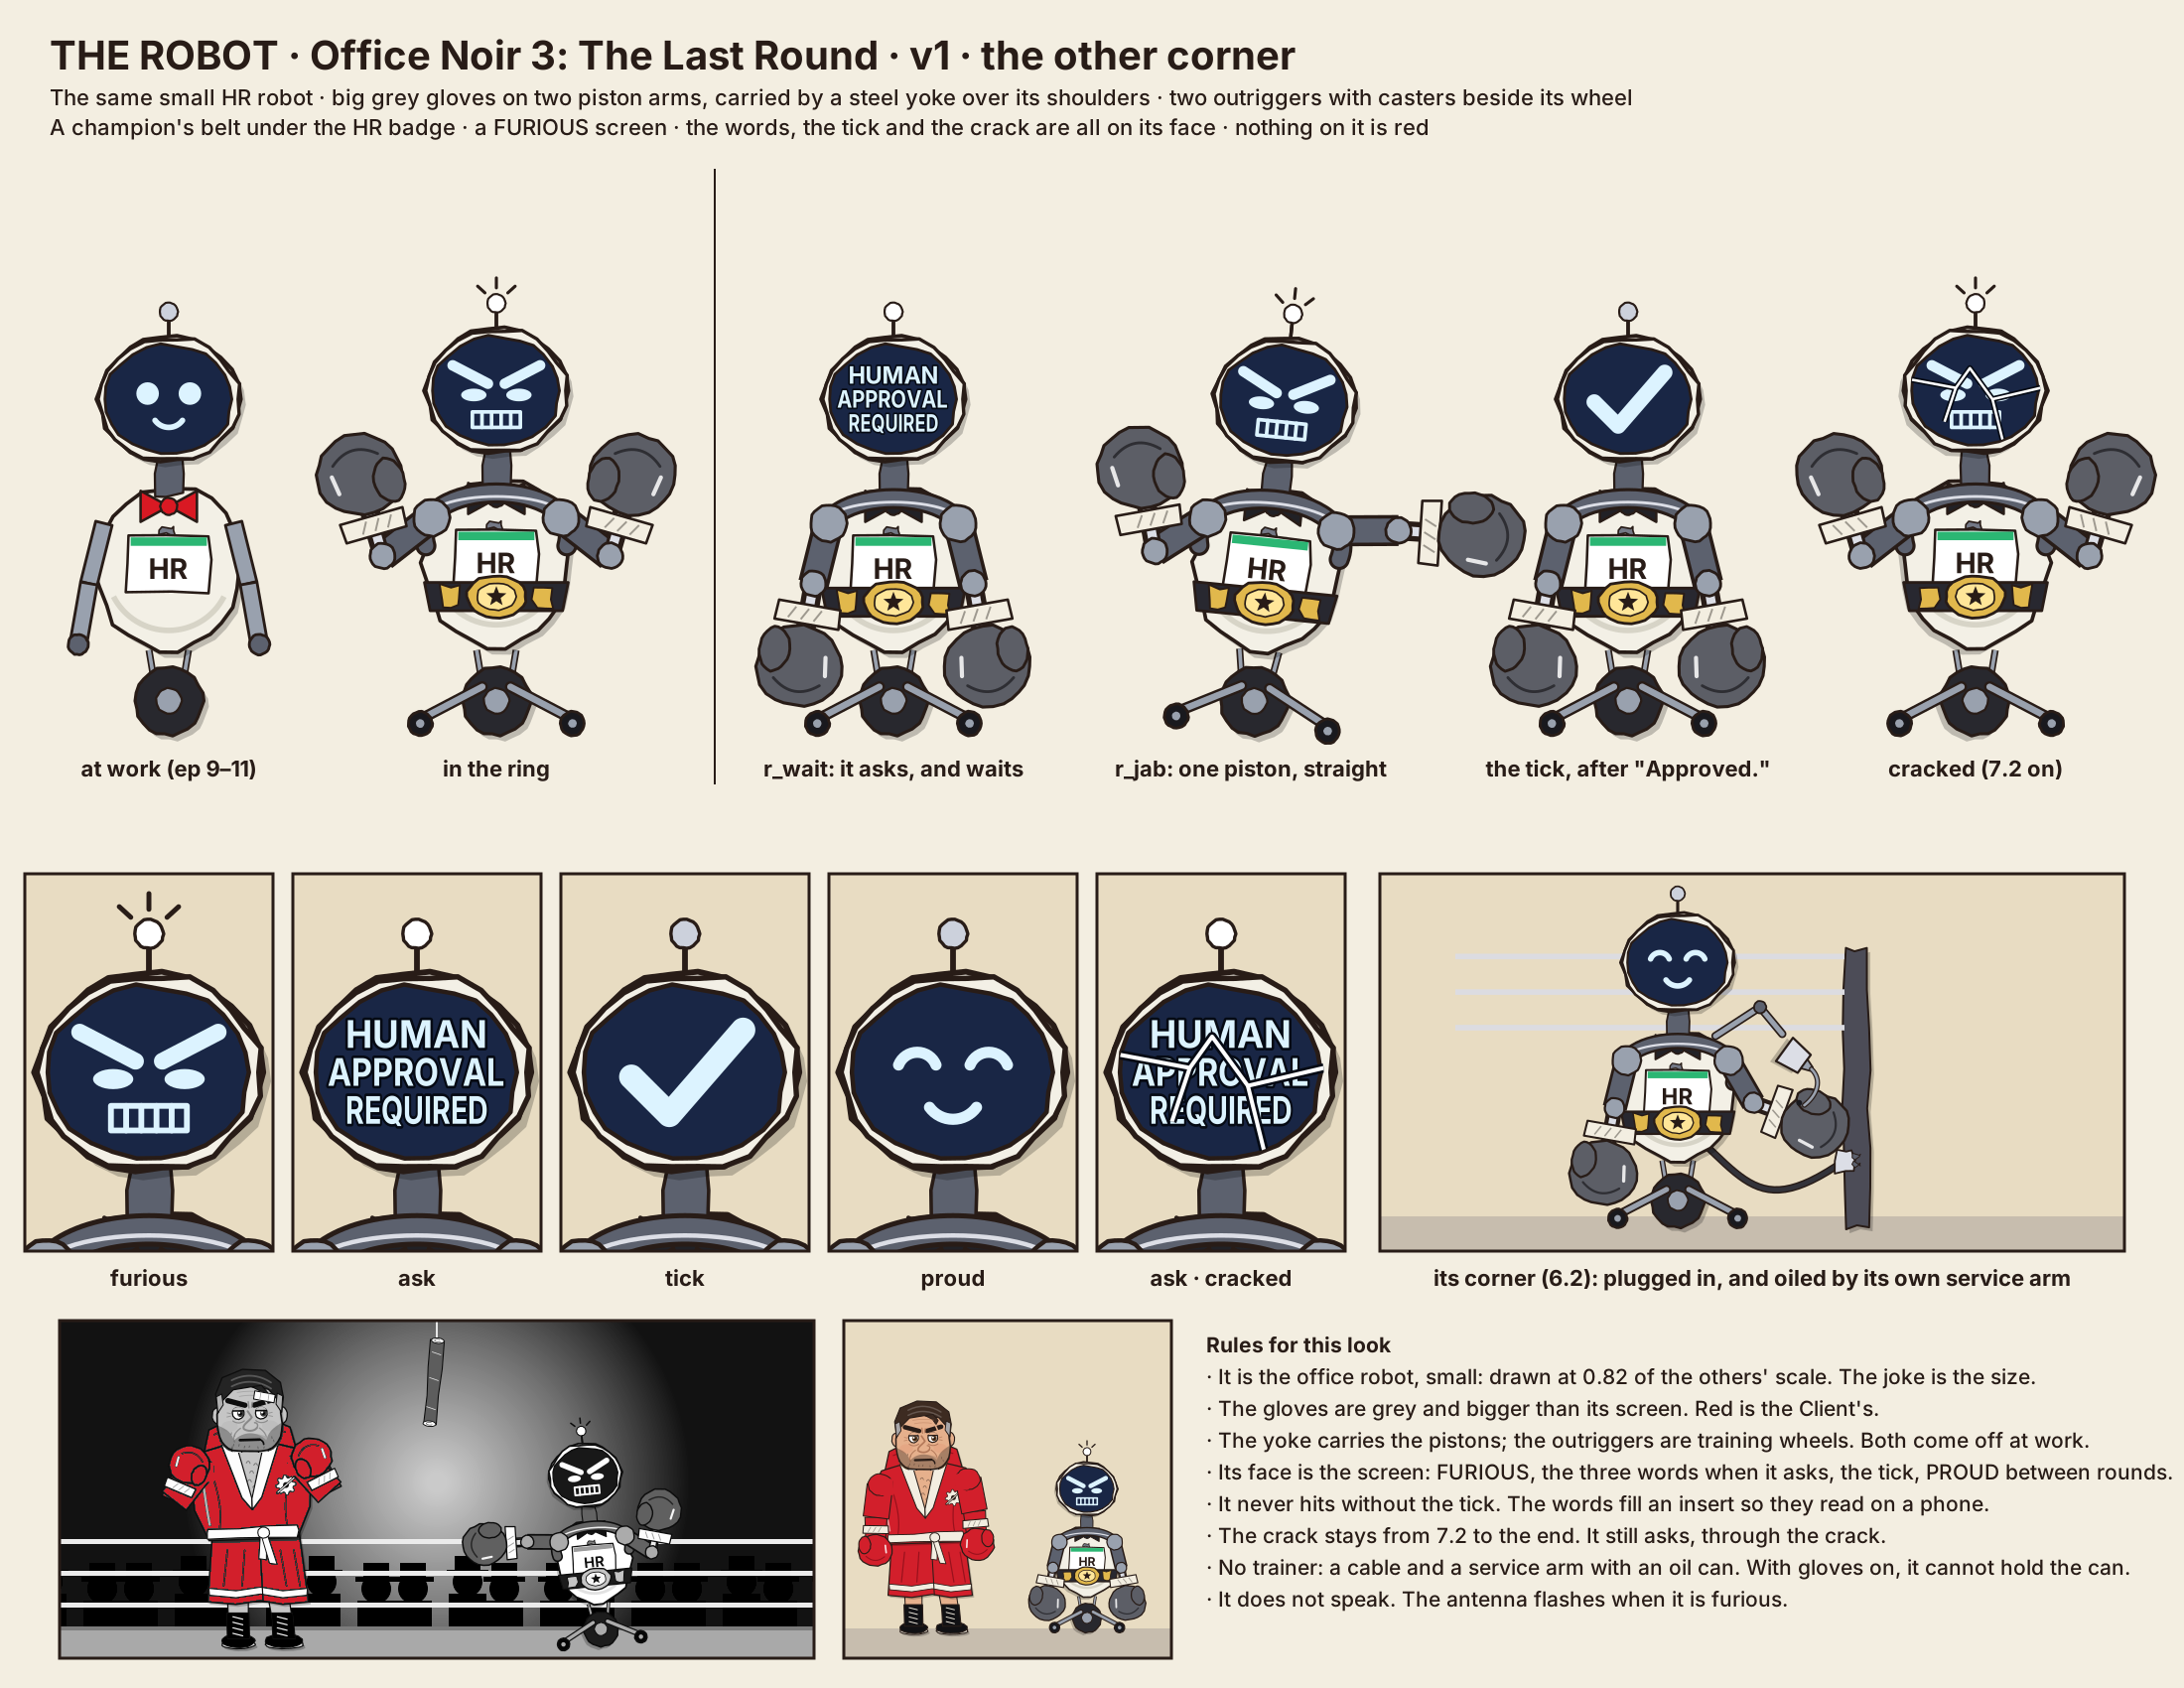 THE ROBOT · Office Noir 3: The Last Round · v1 · the other corner
The same small HR robot · big grey gloves on two piston arms, carried by a steel yoke over its shoulders · two outriggers with casters beside its wheel
A champion's belt under the HR badge · a FURIOUS screen · the words, the tick and the crack are all on its face · nothing on it is red
HUMAN
APPROVAL
REQUIRED
HR
HR
HR
HR
HR
HR
at work (ep 9–11)
in the ring
r_wait: it asks, and waits
r_jab: one piston, straight
the tick, after "Approved."
cracked (7.2 on)
HUMAN
APPROVAL
REQUIRED
HUMAN
APPROVAL
REQUIRED
HR
furious
ask
tick
proud
ask · cracked
its corner (6.2): plugged in, and oiled by its own service arm
HR
HR
Rules for this look
· It is the office robot, small: drawn at 0.82 of the others' scale. The joke is the size.
· The gloves are grey and bigger than its screen. Red is the Client's.
· The yoke carries the pistons; the outriggers are training wheels. Both come off at work.
· Its face is the screen: FURIOUS, the three words when it asks, the tick, PROUD between rounds.
· It never hits without the tick. The words fill an insert so they read on a phone.
· The crack stays from 7.2 to the end. It still asks, through the crack.
· No trainer: a cable and a service arm with an oil can. With gloves on, it cannot hold the can.
· It does not speak. The antenna flashes when it is furious.